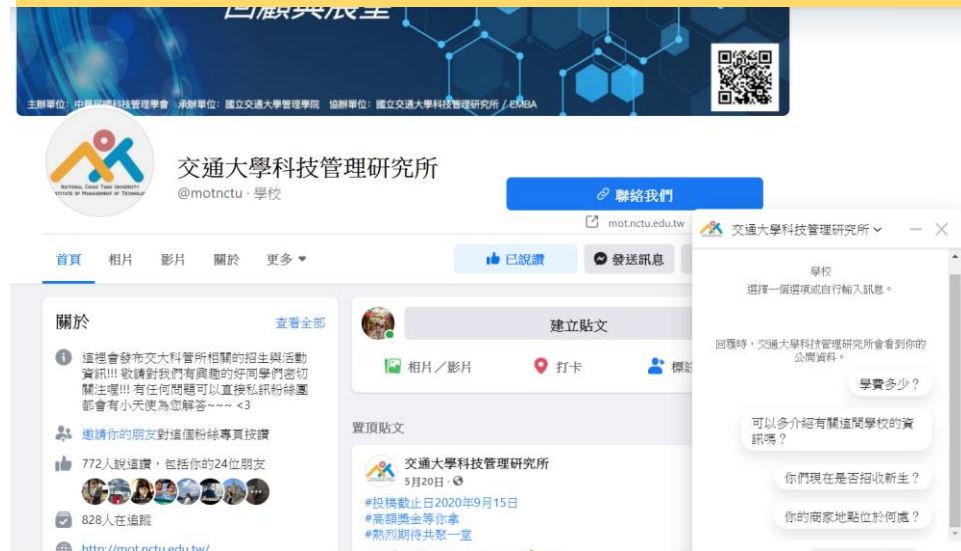 回顧與展望
主辦單位：中華民國科技管理學會 承辦單位：國立交通大學管理學院 協辦單位：國立交通大學科技管理研究所 / EMBA
NATIONAL CHIAO TUNG UNIVERSITY
INSTITUTE OF MANAGEMENT OF TECHNOLOGY
交通大學科技管理研究所
@motnctu · 學校
聯絡我們
mot.nctu.edu.tw
首頁 相片 影片 關於 更多
已說讚 發送訊息
關於 查看全部
這裡會發布交大科管所相關的招生與活動
資訊!!! 敬請對我們有興趣的好同學們密切
關注喔!!! 有任何問題可以直接私訊粉絲團
都會有小天使為您解答~~~ <3
邀請你的朋友對這個粉絲專頁按讚
772人說這讚，包括你的24位朋友
828人在追蹤
http://mot.nctu.edu.tw/
建立貼文
相片／影片 打卡
置頂貼文
交通大學科技管理研究所
5月20日 ·
#投稿截止日2020年9月15日
#高額獎金等你拿
#熱烈期待共聚一堂
交通大學科技管理研究所
學校
選擇一個選項或自行輸入訊息。
回覆時，交通大學科技管理研究所會看到你的
公開資料。
學費多少？
可以多介紹有關這間學校的資
訊嗎？
你們現在是否招收新生？
你的商家地點位於何處？